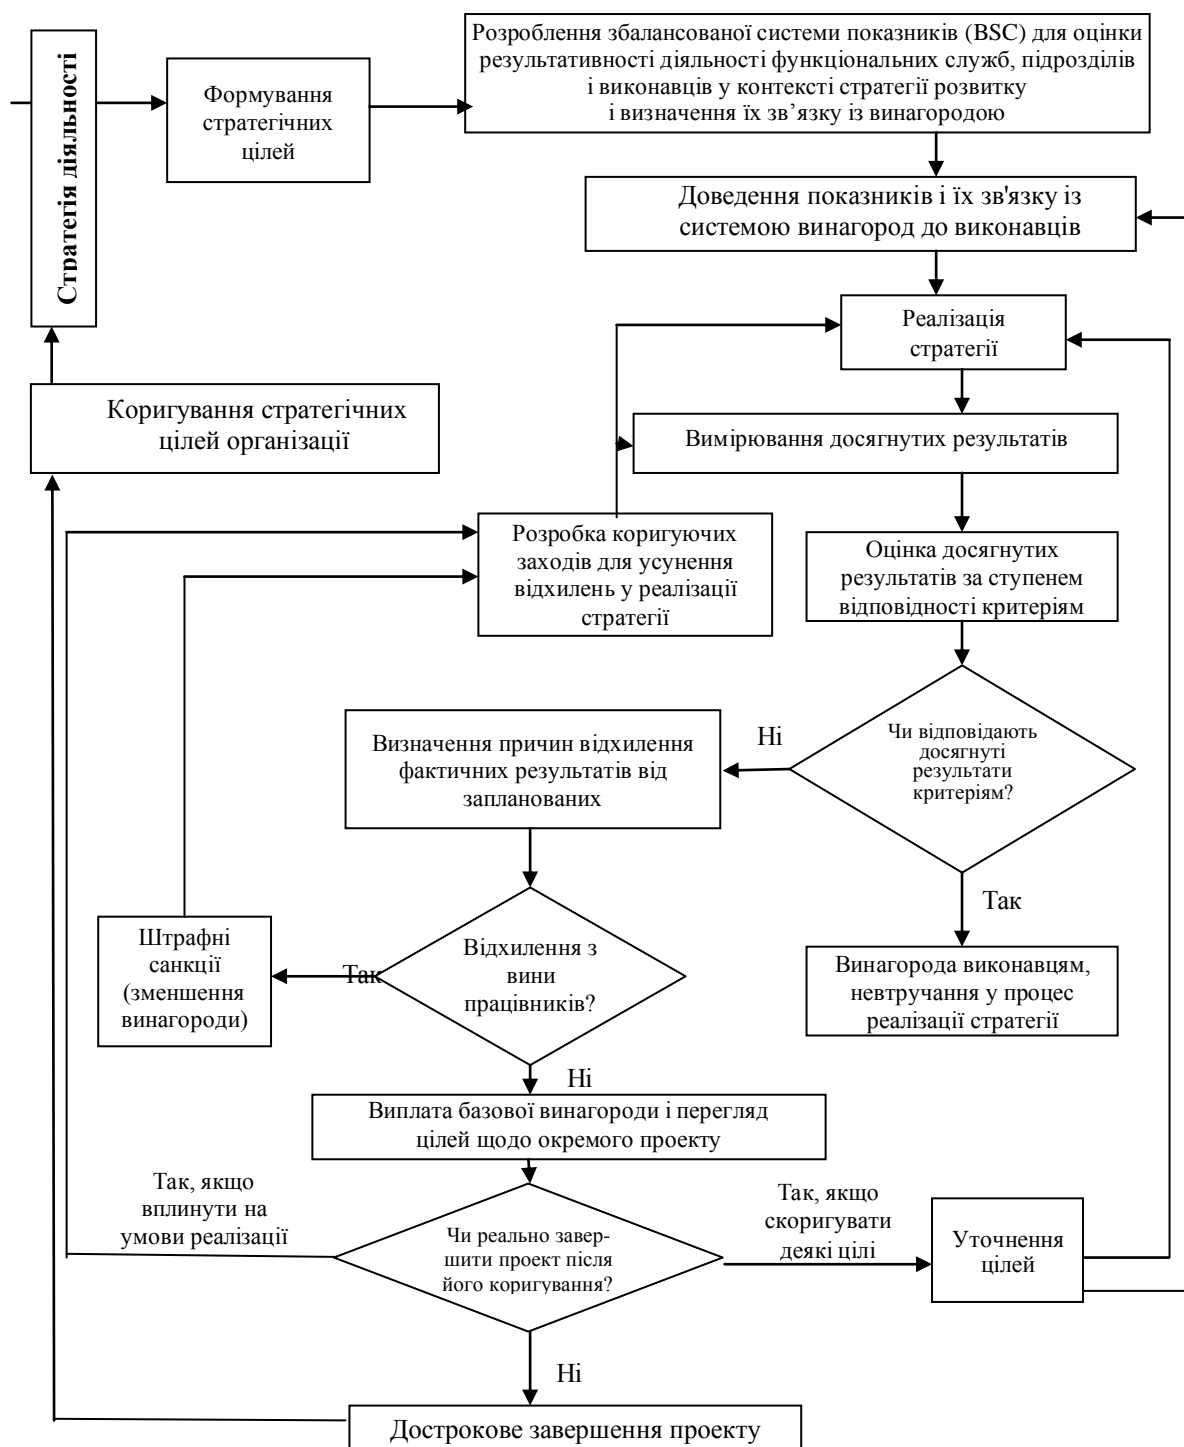 Розроблення збалансованої системи показників (BSC) для оцінки
результативності діяльності функціональних служб, підрозділів
і виконавців у контексті стратегії розвитку
і визначення їх зв’язку із винагородою
Стратегія діяльності
Формування
стратегічних
цілей
Доведення показників і їх зв'язку із
системою винагород до виконавців
Реалізація
стратегії
Коригування стратегічних
цілей організації
Вимірювання досягнутих результатів
Розробка коригуючих
заходів для усунення
відхилень у реалізації
стратегії
Оцінка досягнутих
результатів за ступенем
відповідності критеріям
Визначення причин відхилення
фактичних результатів від
запланованих
Ні
Чи відповідають
досягнуті
результати
критеріям?
Так
Штрафні
санкції
(зменшення
винагороди)
Так
Відхилення з
вини
працівників?
Винагорода виконавцям,
невтручання у процес
реалізації стратегії
Ні
Виплата базової винагороди і перегляд
цілей щодо окремого проекту
Так, якщо
вплинути на
умови реалізації
Чи реально завер-
шити проект після
його коригування?
Так, якщо
скоригувати
деякі цілі
Уточнення
цілей
Ні
Дострокове завершення проекту